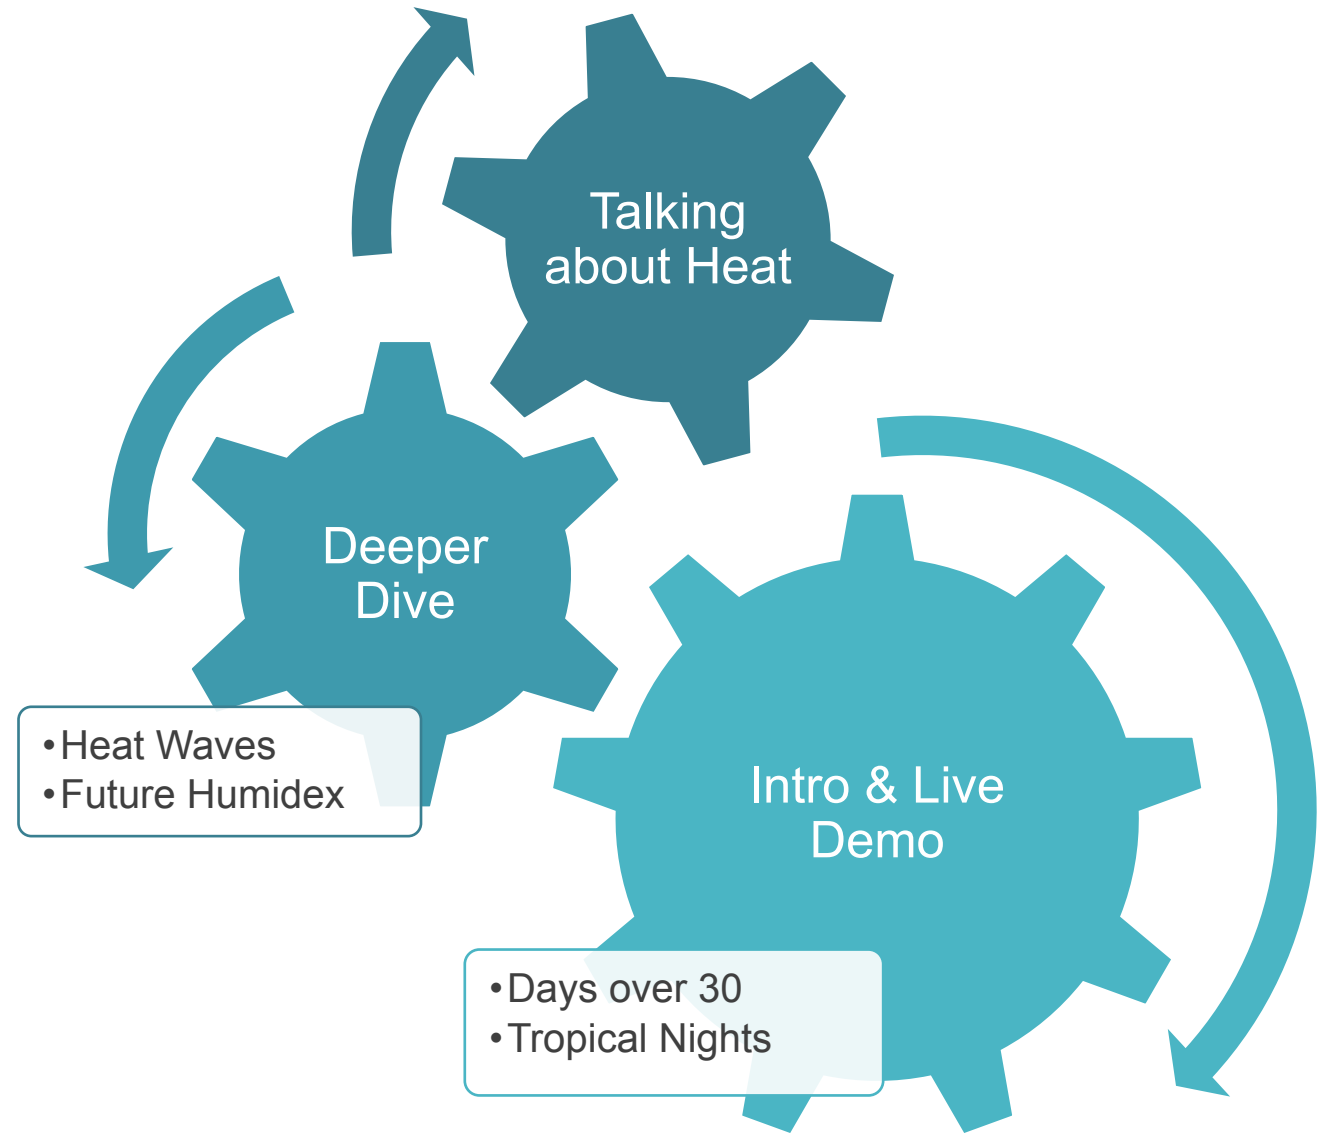 Talking
about Heat
Deeper
Dive
•Heat Waves
•Future Humidex
Intro & Live
Demo
•Days over 30
•Tropical Nights